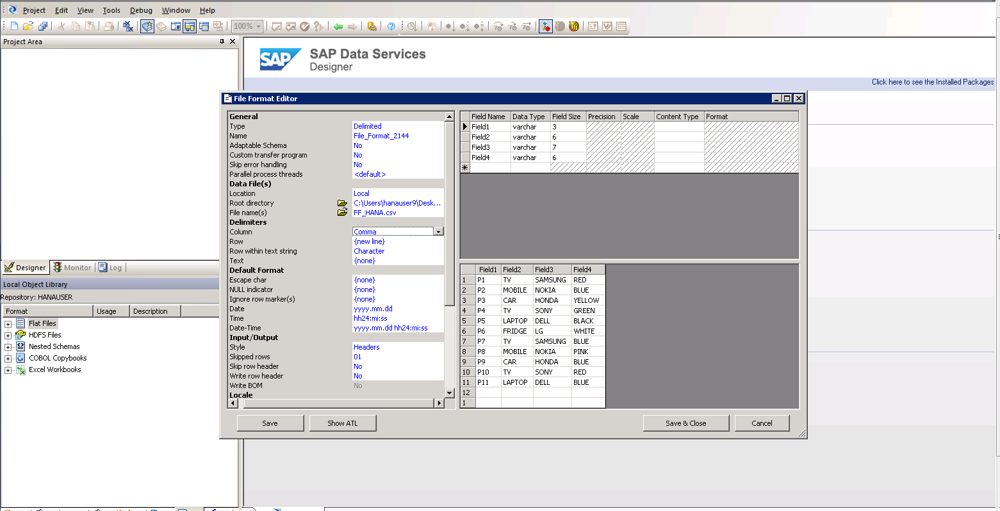 Project Edit View Tools Debug Window Help
100%
Project Area
SAP SAP Data Services
Designer
Click here to see the Installed Packages
Designer Monitor Log
Local Object Library
Repository: HANAUSER
Format Usage Description
Flat Files
HDFS Files
Nested Schemas
COBOL Copybooks
Excel Workbooks
File Format Editor
General
Type Delimited
Name File_Format_2144
Adaptable Schema No
Custom transfer program No
Skip error handling No
Parallel process threads <default>
Data File(s)
Location Local
Root directory C:\Users\hanauser9\Desk...
File name(s) FF_HANA.csv
Delimiters
Column Comma
Row {new line}
Row within text string Character
Text {none}
Default Format
Escape char {none}
NULL indicator {none}
Ignore row marker(s) {none}
Date yyyy.mm.dd
Time hh24:mi:ss
Date-Time yyyy.mm.dd hh24:mi:ss
Input/Output
Style Headers
Skipped rows 01
Skip row header No
Write row header No
Write BOM No
Locale
Field Name Data Type Field Size Precision Scale Content Type Format
Field1 varchar 3
Field2 varchar 6
Field3 varchar 7
Field4 varchar 6
Field1 Field2 Field3 Field4
1 P1 TV SAMSUNG RED
2 P2 MOBILE NOKIA BLUE
3 P3 CAR HONDA YELLOW
4 P4 TV SONY GREEN
5 P5 LAPTOP DELL BLACK
6 P6 FRIDGE LG WHITE
7 P7 TV SAMSUNG BLUE
8 P8 MOBILE NOKIA PINK
9 P9 CAR HONDA BLUE
10 P10 TV SONY RED
11 P11 LAPTOP DELL BLUE
12
1
Save Show ATL Save & Close Cancel